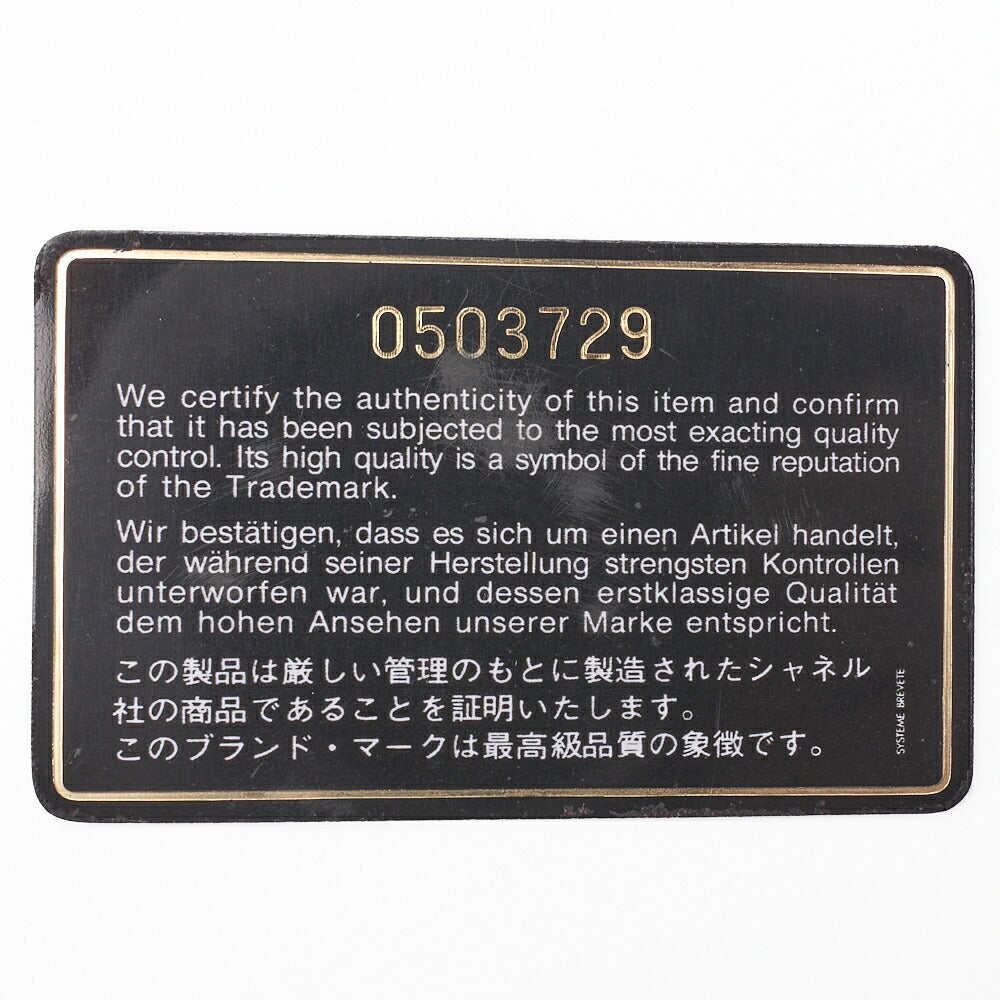 0503729
We certify the authenticity of this item and confirm
that it has been subjected to the most exacting quality
control. Its high quality is a symbol of the fine reputation
of the Trademark.
Wir bestätigen, dass es sich um einen Artikel handelt,
der während seiner Herstellung strengsten Kontrollen
unterworfen war, und dessen erstklassige Qualität
dem hohen Ansehen unserer Marke entspricht.
この製品は厳しい管理のもとに製造されたシャネル
社の商品であることを証明いたします。
このブランド・マークは最高級品質の象徴です。
SYSTEME BREVETE